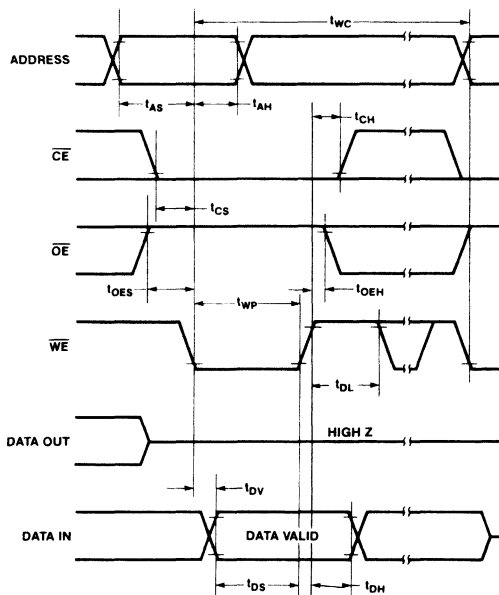 tWC
ADDRESS
tAS
tAH
tCH
CE
tCS
OE
tOES
tWP
tOEH
WE
tDL
HIGH Z
DATA OUT
tDV
DATA IN
DATA VALID
tDS
tDH